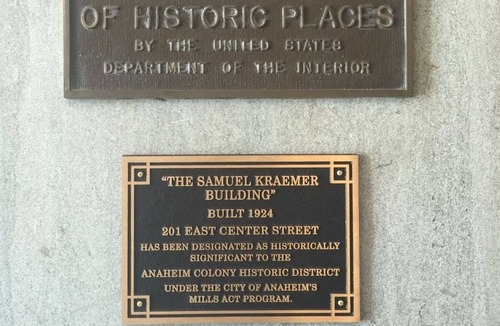 OF HISTORIC PLACES
BY THE UNITED STATES
DEPARTMENT OF THE INTERIOR
"THE SAMUEL KRAEMER
BUILDING"
BUILT 1924
201 EAST CENTER STREET
HAS BEEN DESIGNATED AS HISTORICALLY
SIGNIFICANT TO THE
ANAHEIM COLONY HISTORIC DISTRICT
UNDER THE CITY OF ANAHEIM'S
MILLS ACT PROGRAM.